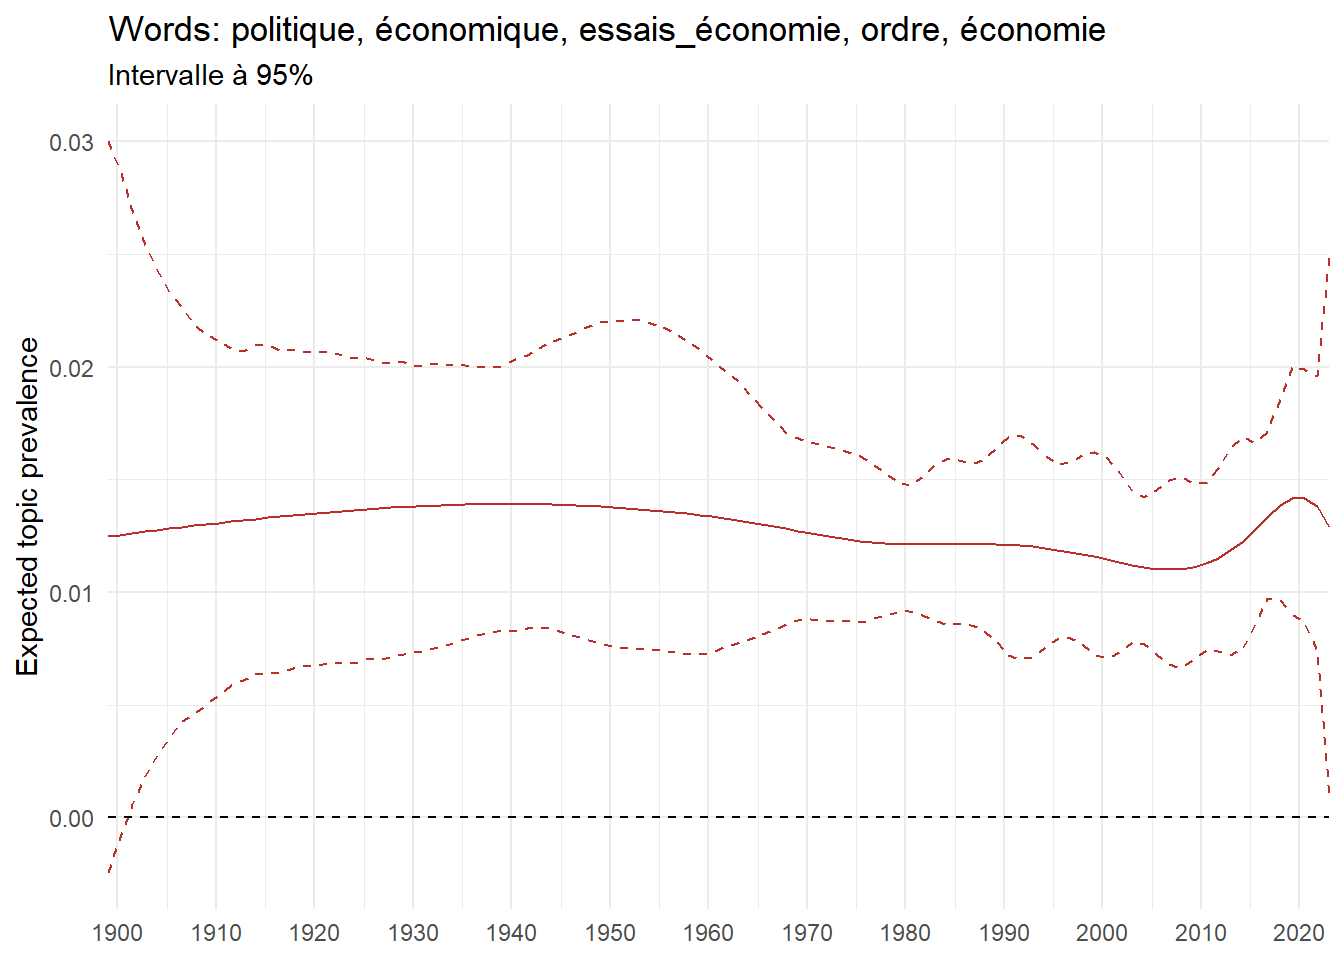 Words: politique, économique, essais_économie, ordre, économie
Intervalle à 95%
Expected topic prevalence
0.03
0.02
0.01
0.00
1900 1910 1920 1930 1940 1950 1960 1970 1980 1990 2000 2010 2020